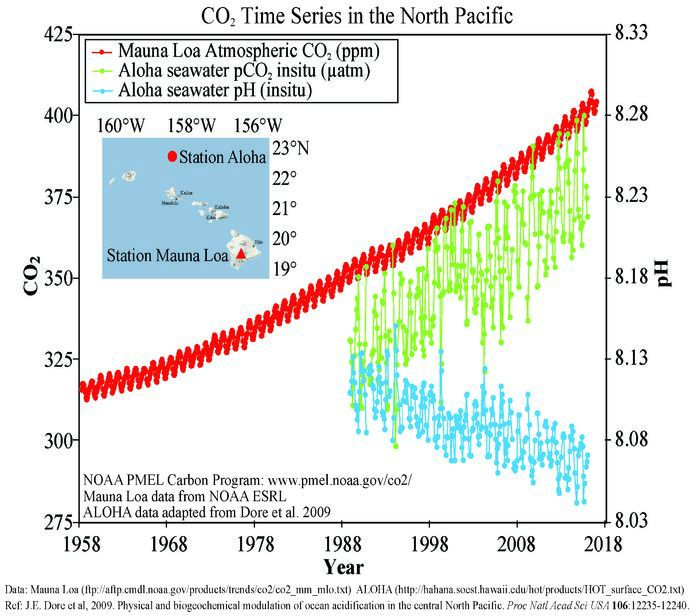 CO₂ Time Series in the North Pacific
425
400
375
350
325
300
275
CO₂
8.33
8.28
8.23
8.18
8.13
8.08
8.03
pH
Mauna Loa Atmospheric CO₂ (ppm)
Aloha seawater pCO₂ insitu (µatm)
Aloha seawater pH (insitu)
160°W 158°W 156°W
23°N
Station Aloha
22°
21°
20°
Station Mauna Loa
19°
Honolulu
Hilo
NOAA PMEL Carbon Program: www.pmel.noaa.gov/co2/
Mauna Loa data from NOAA ESRL
ALOHA data adapted from Dore et al. 2009
1958 1968 1978 1988 1998 2008 2018
Year
Data: Mauna Loa (ftp://aftp.cmdl.noaa.gov/products/trends/co2/co2_mm_mlo.txt) ALOHA (http://hahana.soest.hawaii.edu/hot/products/HOT_surface_CO2.txt)
Ref: J.E. Dore et al, 2009. Physical and biogeochemical modulation of ocean acidification in the central North Pacific. Proc Natl Acad Sci USA 106:12235-12240.